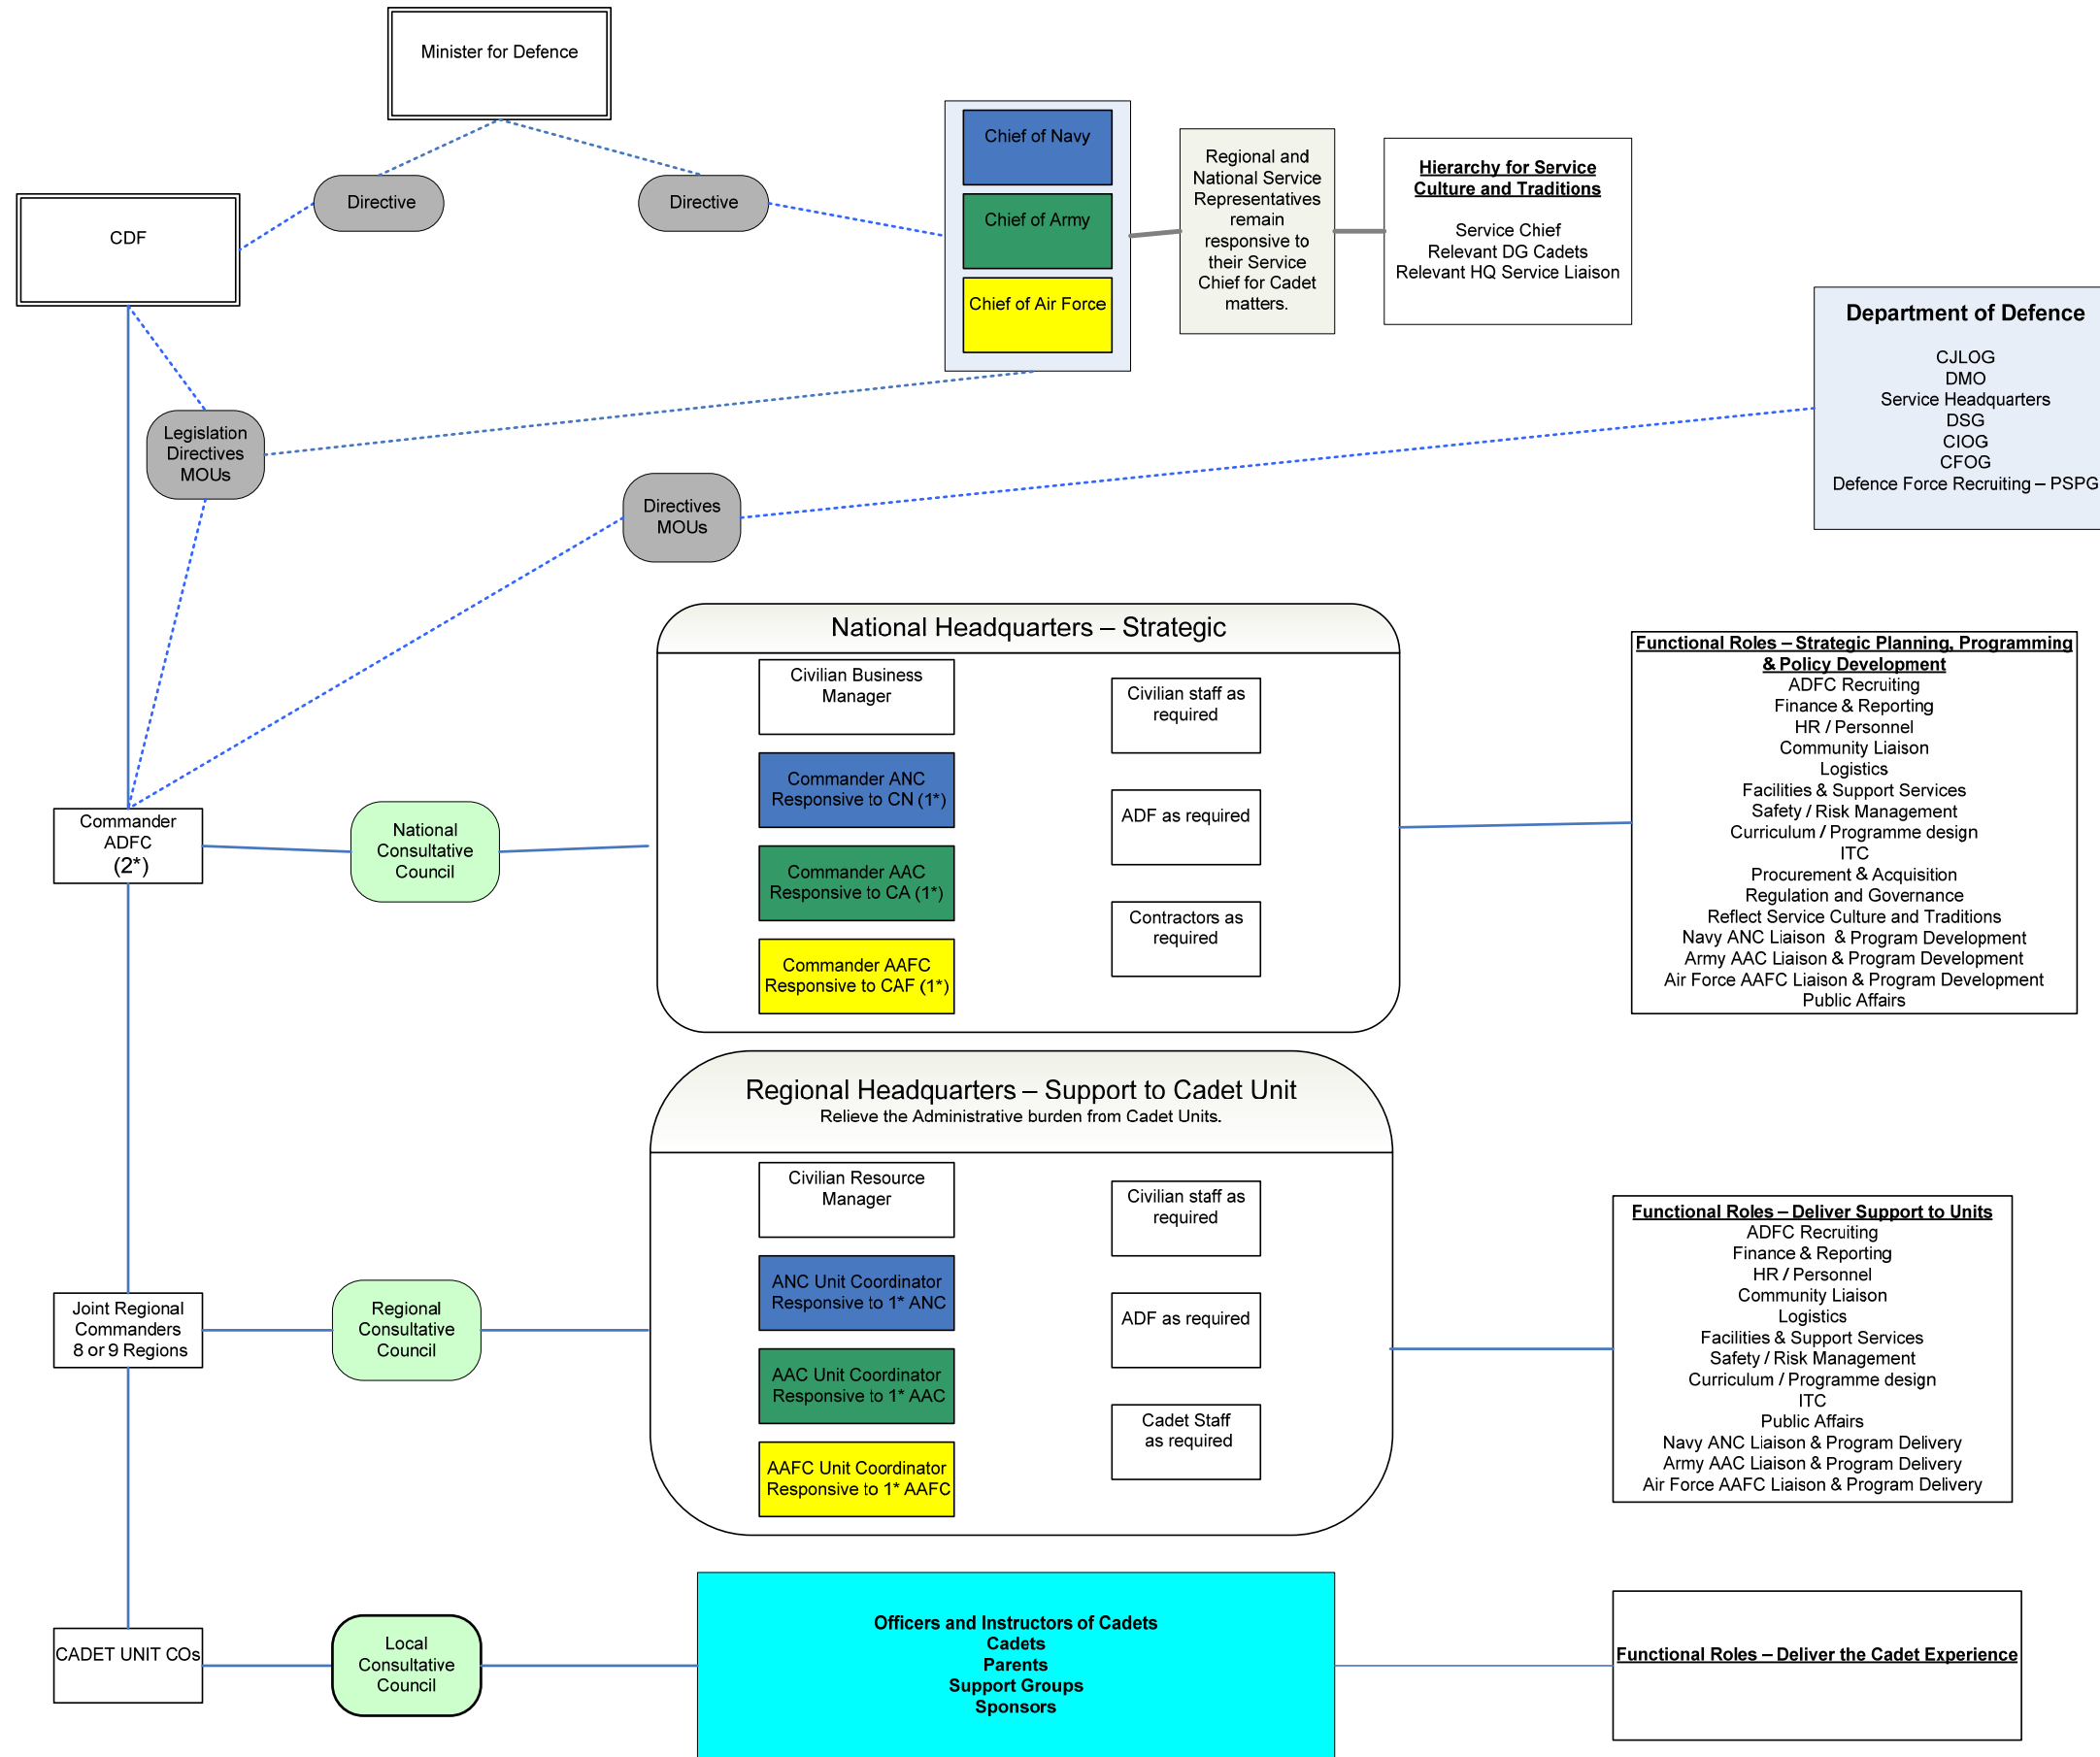 Minister for Defence
Directive
Directive
CDF
Chief of Navy
Chief of Army
Chief of Air Force
Regional and
National Service
Representatives
remain
responsive to
their Service
Chief for Cadet
matters.
Hierarchy for Service
Culture and Traditions
Service Chief
Relevant DG Cadets
Relevant HQ Service Liaison
Department of Defence
CJLOG
DMO
Service Headquarters
DSG
CIOG
CFOG
Defence Force Recruiting – PSPG
Legislation
Directives
MOUs
Directives
MOUs
Commander
ADFC
(2*)
National
Consultative
Council
National Headquarters – Strategic
Civilian Business
Manager
Commander ANC
Responsive to CN (1*)
Commander AAC
Responsive to CA (1*)
Commander AAFC
Responsive to CAF (1*)
Civilian staff as
required
ADF as required
Contractors as
required
Functional Roles – Strategic Planning, Programming
& Policy Development
ADFC Recruiting
Finance & Reporting
HR / Personnel
Community Liaison
Logistics
Facilities & Support Services
Safety / Risk Management
Curriculum / Programme design
ITC
Procurement & Acquisition
Regulation and Governance
Reflect Service Culture and Traditions
Navy ANC Liaison & Program Development
Army AAC Liaison & Program Development
Air Force AAFC Liaison & Program Development
Public Affairs
Joint Regional
Commanders
8 or 9 Regions
Regional
Consultative
Council
Regional Headquarters – Support to Cadet Unit
Relieve the Administrative burden from Cadet Units.
Civilian Resource
Manager
ANC Unit Coordinator
Responsive to 1* ANC
AAC Unit Coordinator
Responsive to 1* AAC
AAFC Unit Coordinator
Responsive to 1* AAFC
Civilian staff as
required
ADF as required
Cadet Staff
as required
Functional Roles – Deliver Support to Units
ADFC Recruiting
Finance & Reporting
HR / Personnel
Community Liaison
Logistics
Facilities & Support Services
Safety / Risk Management
Curriculum / Programme design
ITC
Public Affairs
Navy ANC Liaison & Program Delivery
Army AAC Liaison & Program Delivery
Air Force AAFC Liaison & Program Delivery
CADET UNIT COs
Local
Consultative
Council
Officers and Instructors of Cadets
Cadets
Parents
Support Groups
Sponsors
Functional Roles – Deliver the Cadet Experience